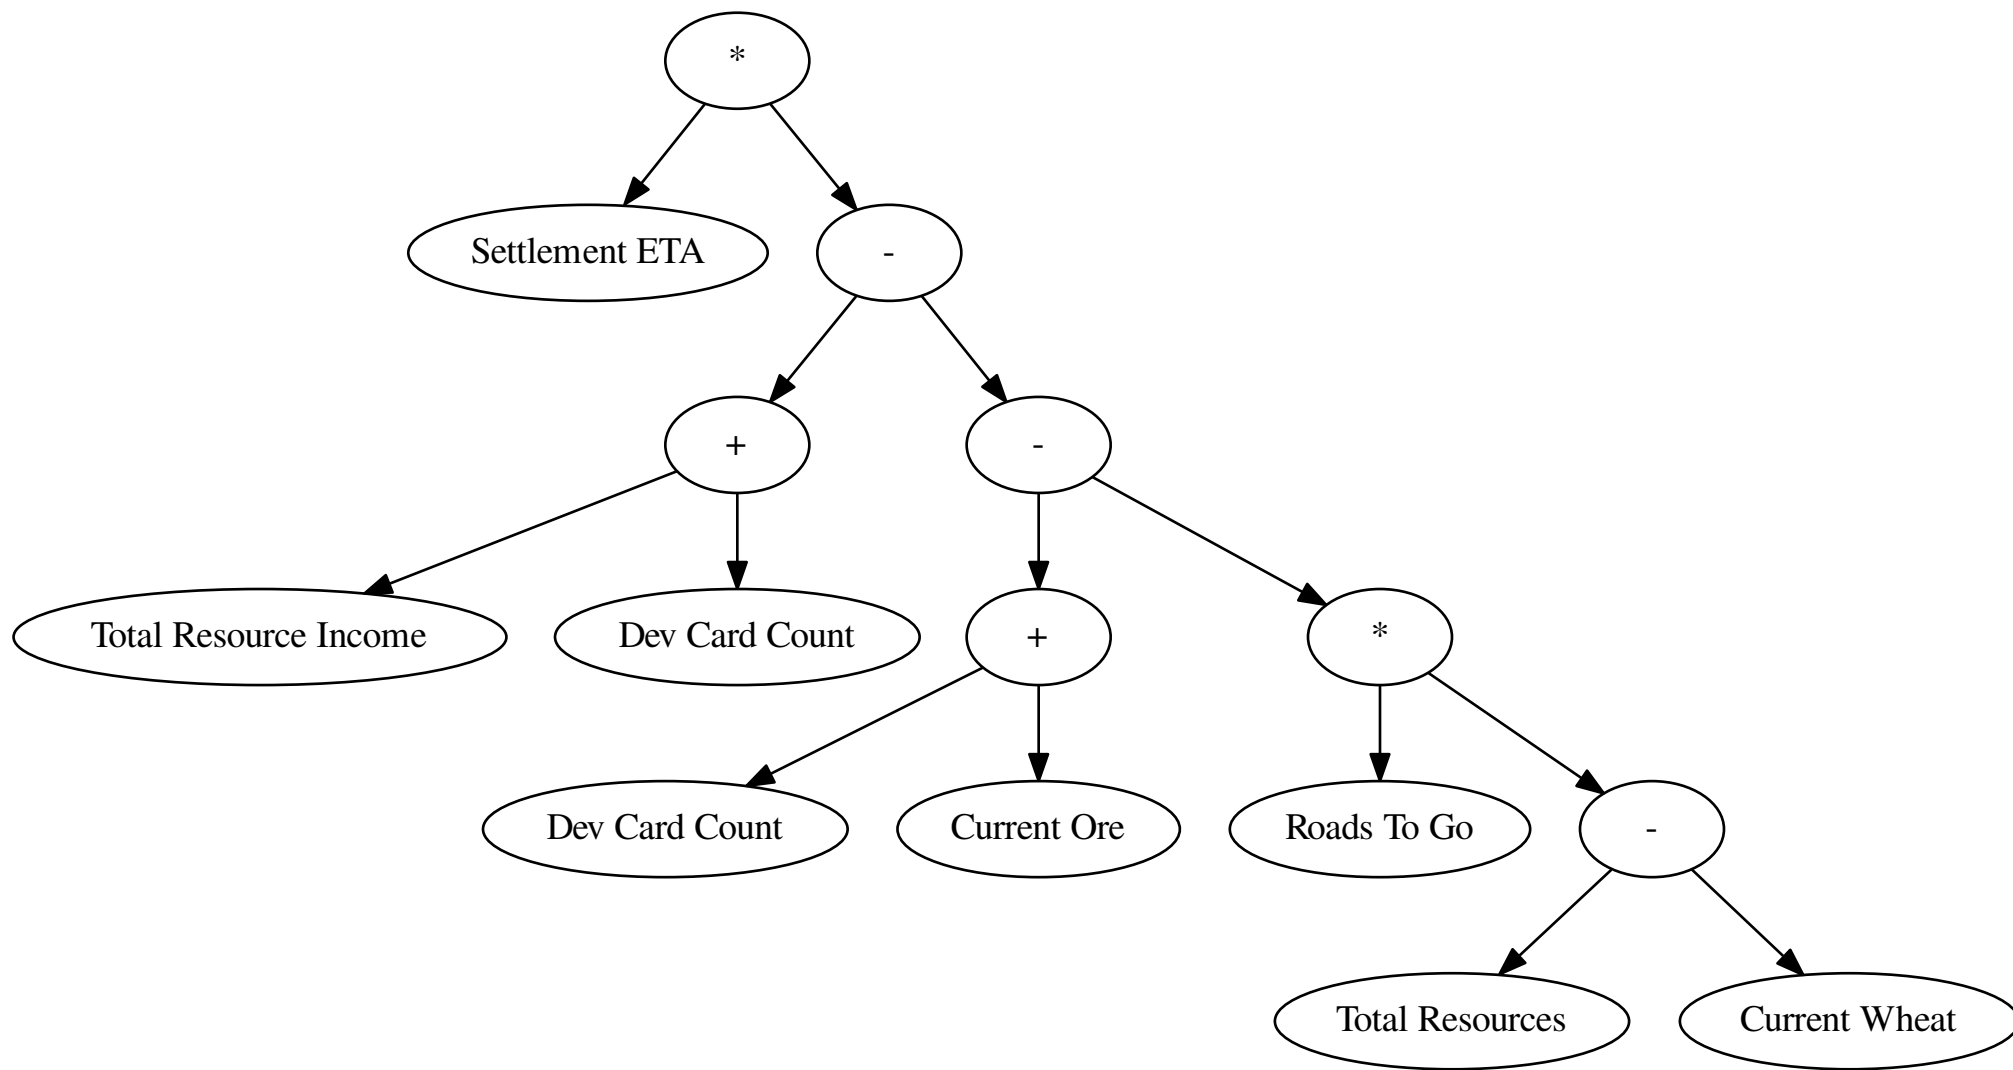 *
Settlement ETA
-
+
-
Total Resource Income
Dev Card Count
+
*
Dev Card Count
Current Ore
Roads To Go
-
Total Resources
Current Wheat